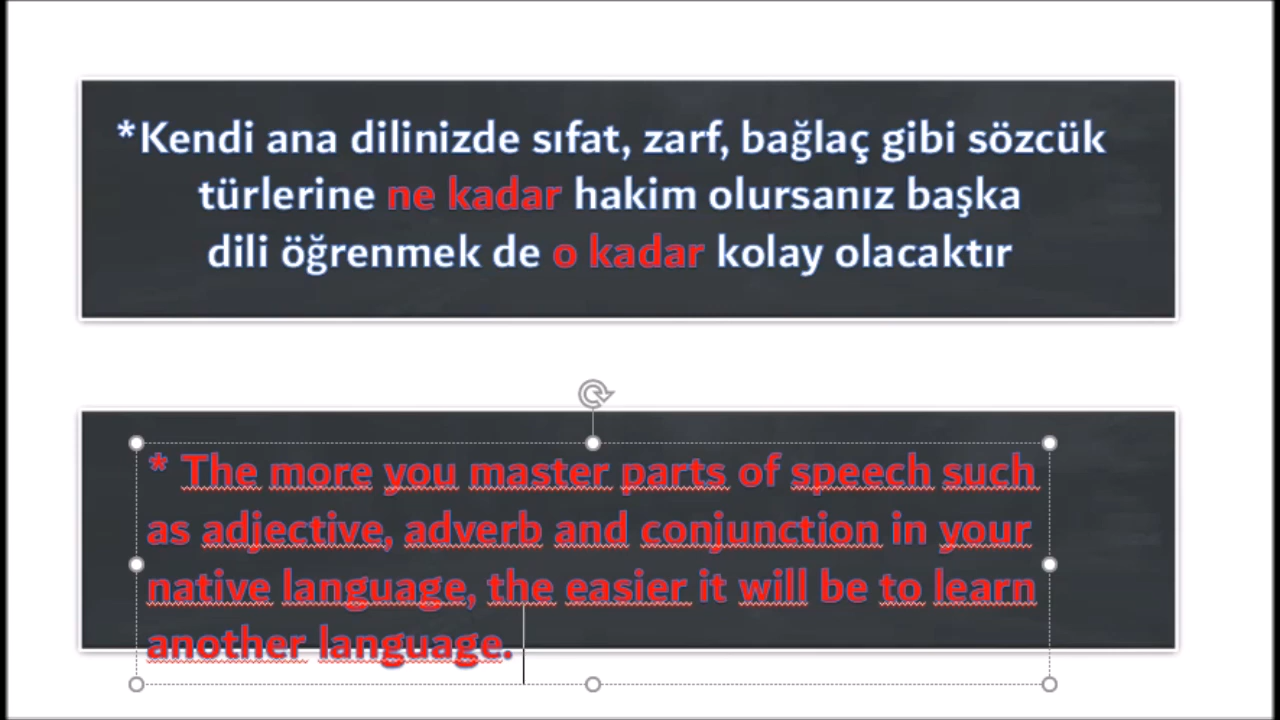 *Kendi ana dilinizde sıfat, zarf, bağlaç gibi sözcük
türlerine ne kadar hakim olursanız başka
dili öğrenmek de o kadar kolay olacaktır
* The more you master parts of speech such
as adjective, adverb and conjunction in your
native language, the easier it will be to learn
another language.